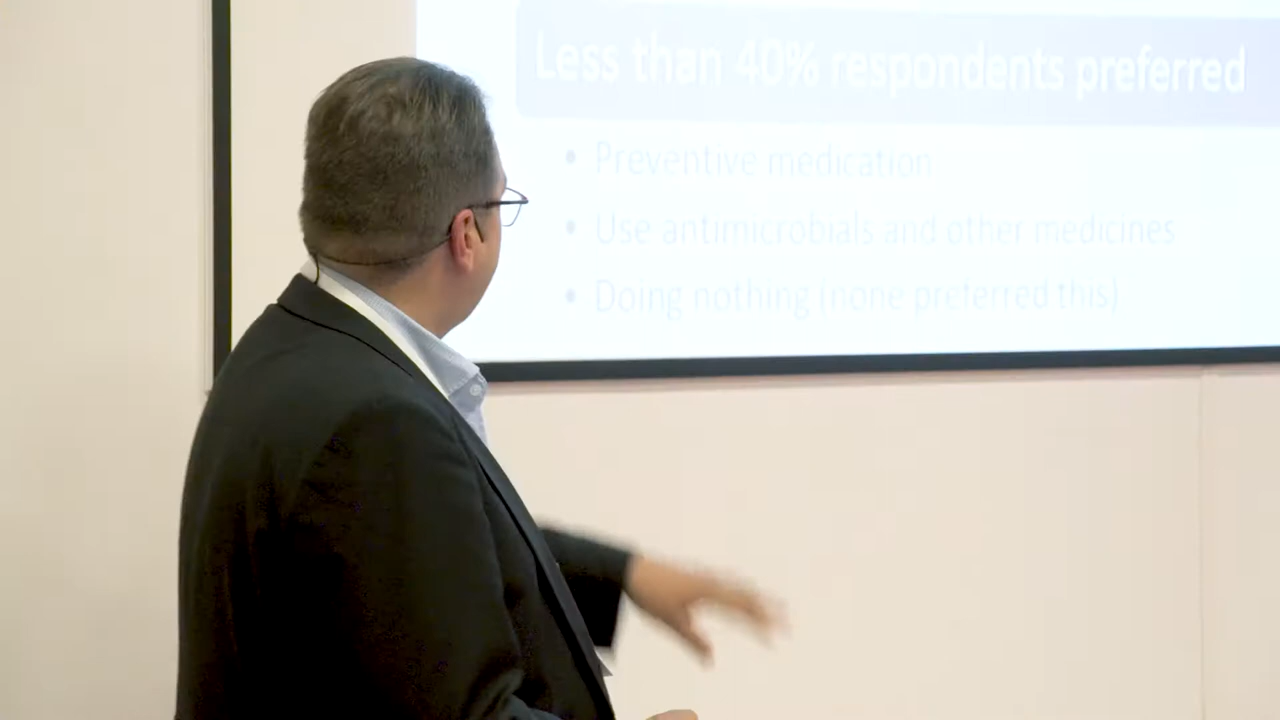 Less than 40% respondents preferred
• Preventive medication
• Use antimicrobials and other medicines
• Doing nothing (none preferred this)